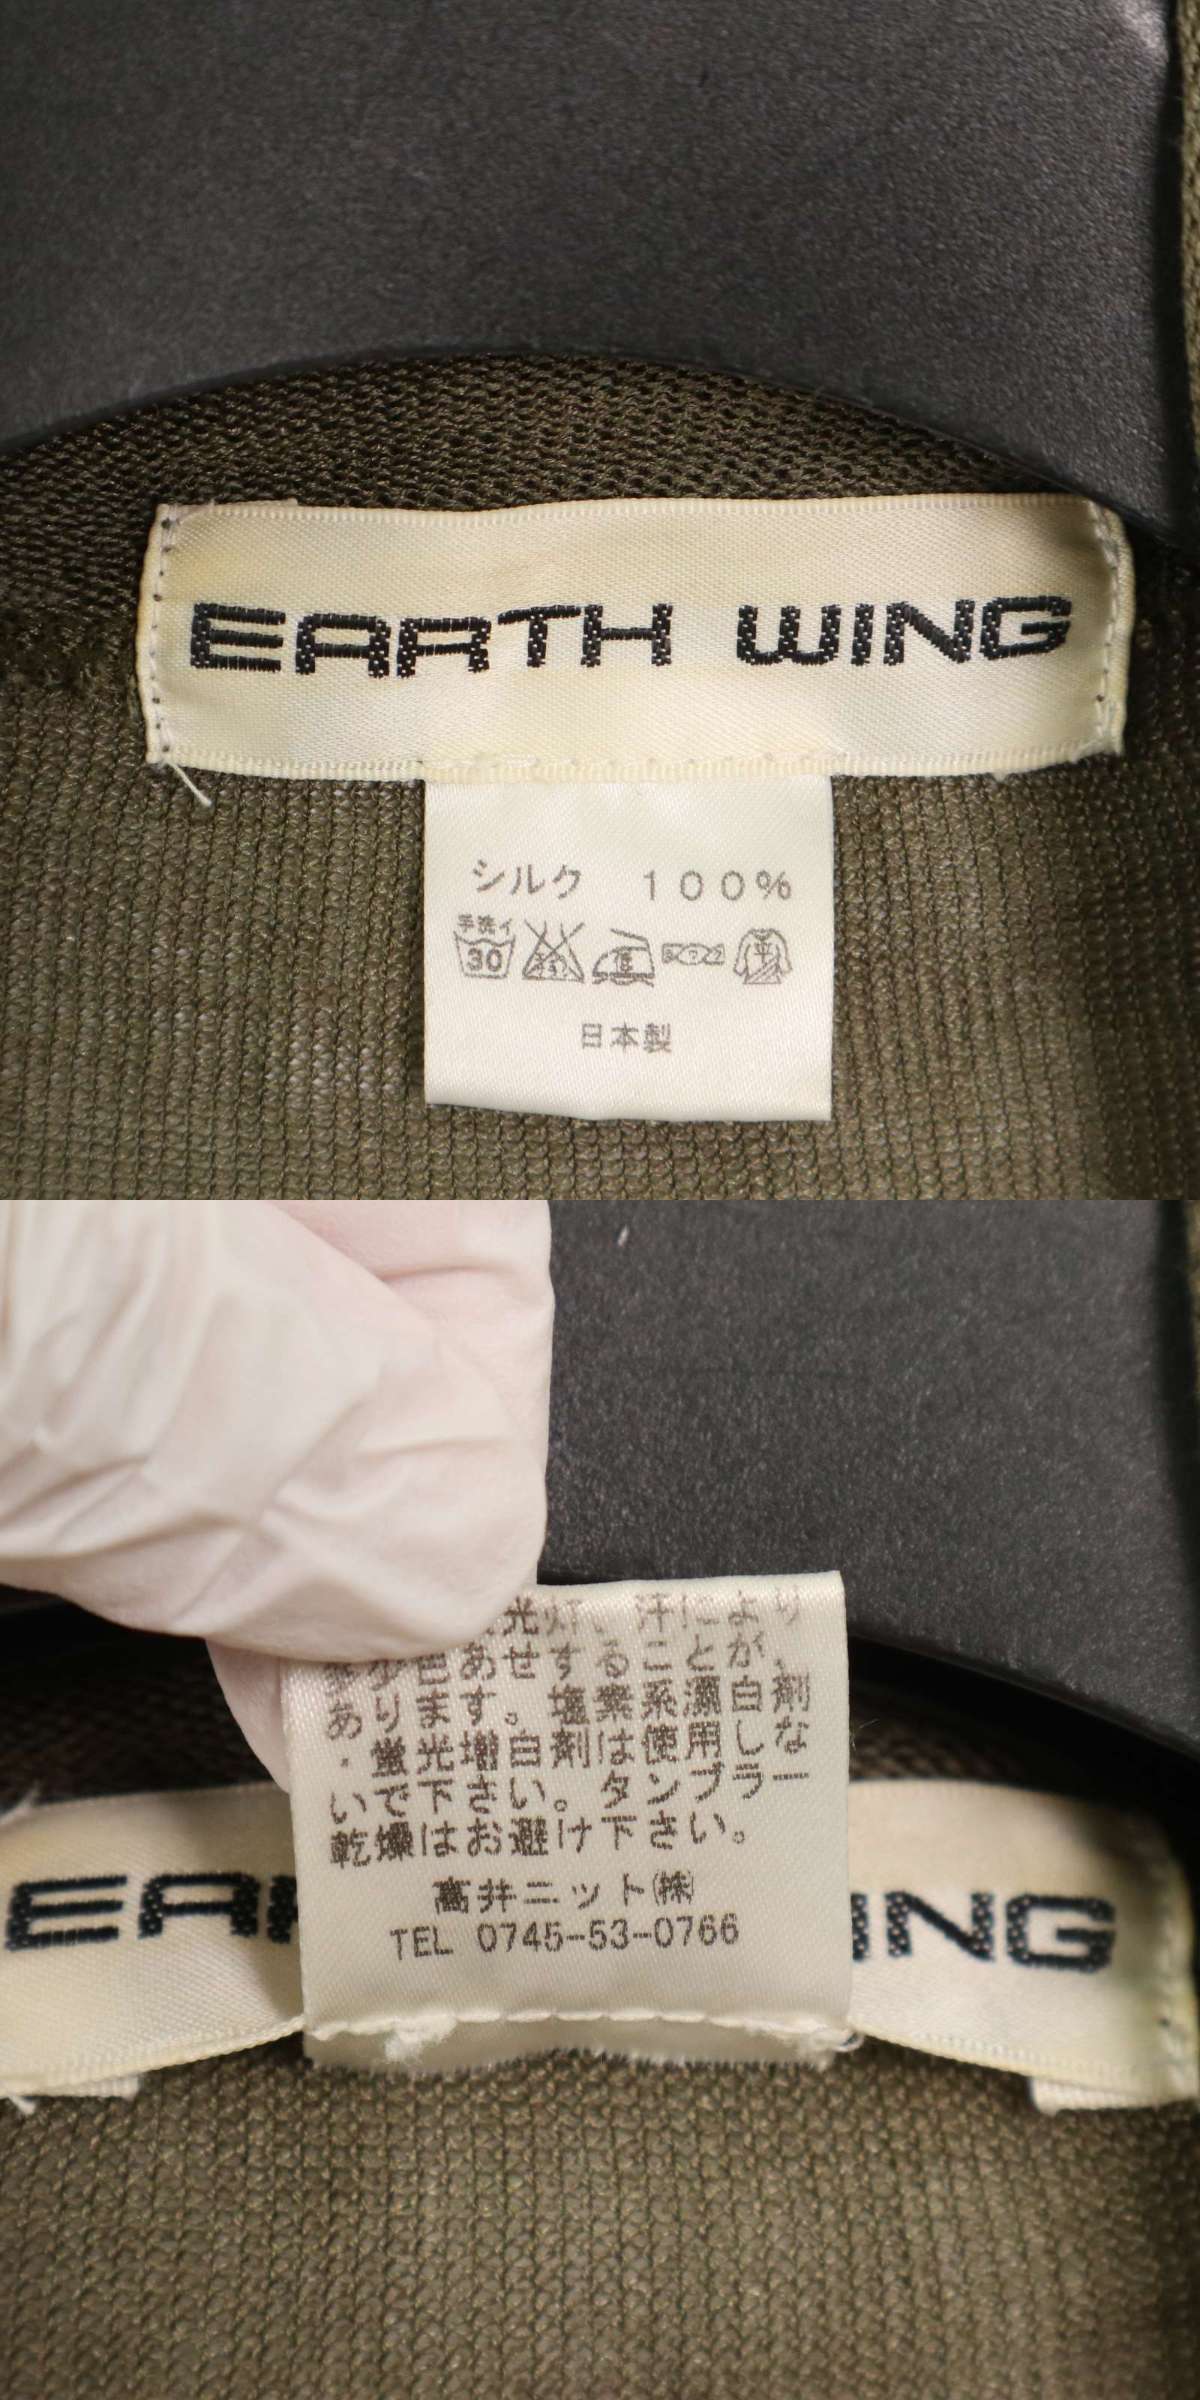 EARTH WING
シルク 100%
手洗イ
30
日本製
光灯、汗により
多少色あせすることが、
あります。塩素系漂白剤
・蛍光増白剤は使用しな
いで下さい。タンブラー
乾燥はお避け下さい。
高井ニット㈱
TEL 0745-53-0766
EA
ING